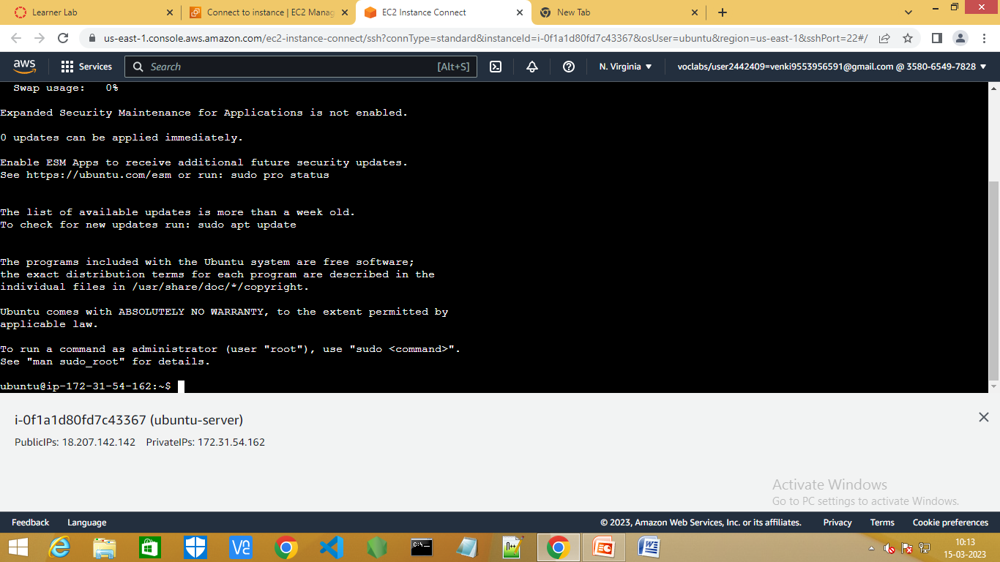 Learner Lab
Connect to instance | EC2 Manag
EC2 Instance Connect
New Tab
us-east-1.console.aws.amazon.com/ec2-instance-connect/ssh?connType=standard&instanceId=i-0f1a1d80fd7c43367&osUser=ubuntu&region=us-east-1&sshPort=22#/
aws
Services
Search
[Alt+S]
N. Virginia
voclabs/user2442409=venki9553956591@gmail.com @ 3580-6549-7828
Swap usage:   0%
Expanded Security Maintenance for Applications is not enabled.
0 updates can be applied immediately.
Enable ESM Apps to receive additional future security updates.
See https://ubuntu.com/esm or run: sudo pro status
The list of available updates is more than a week old.
To check for new updates run: sudo apt update
The programs included with the Ubuntu system are free software;
the exact distribution terms for each program are described in the
individual files in /usr/share/doc/*/copyright.
Ubuntu comes with ABSOLUTELY NO WARRANTY, to the extent permitted by
applicable law.
To run a command as administrator (user "root"), use "sudo <command>".
See "man sudo_root" for details.
ubuntu@ip-172-31-54-162:~$
i-0f1a1d80fd7c43367 (ubuntu-server)
PublicIPs: 18.207.142.142    PrivateIPs: 172.31.54.162
Activate Windows
Go to PC settings to activate Windows.
Feedback
Language
© 2023, Amazon Web Services, Inc. or its affiliates.
Privacy
Terms
Cookie preferences
10:13
15-03-2023